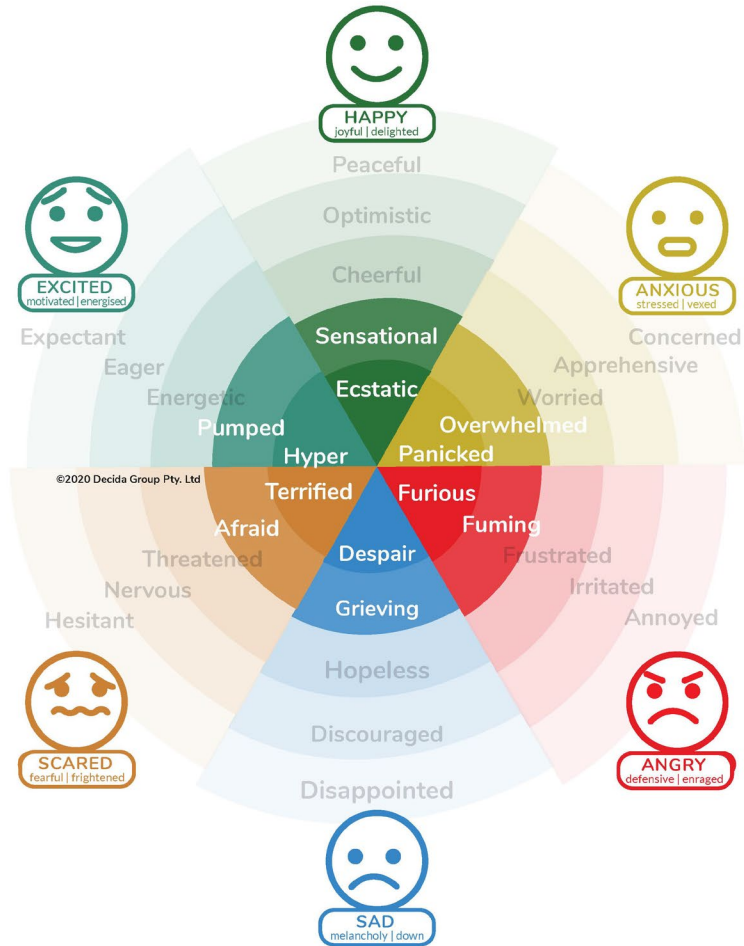 HAPPY
joyful | delighted
Peaceful
Optimistic
Cheerful
Sensational
Ecstatic
EXCITED
motivated | energised
Expectant
Eager
Energetic
Pumped
Hyper
ANXIOUS
stressed | vexed
Concerned
Apprehensive
Worried
Overwhelmed
Panicked
©2020 Decida Group Pty. Ltd
Terrified
Afraid
Threatened
Nervous
Hesitant
SCARED
fearful | frightened
Furious
Fuming
Frustrated
Irritated
Annoyed
ANGRY
defensive | enraged
Despair
Grieving
Hopeless
Discouraged
Disappointed
SAD
melancholy | down